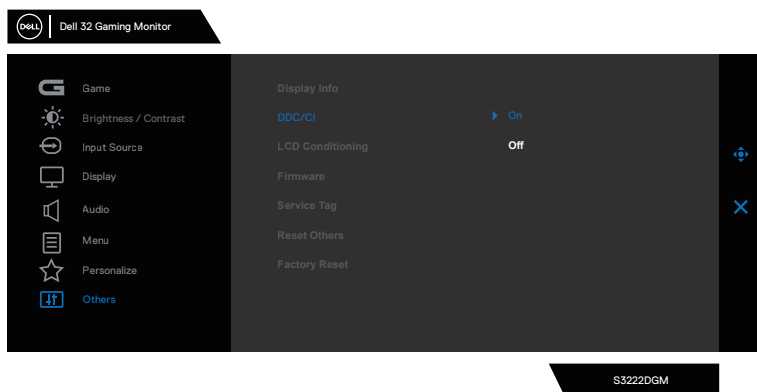 DELL Dell 32 Gaming Monitor
Game
Brightness / Contrast
Input Source
Display
Audio
Menu
Personalize
Others
Display Info
DDC/CI On
Off
LCD Conditioning
Firmware
Service Tag
Reset Others
Factory Reset
S3222DGM